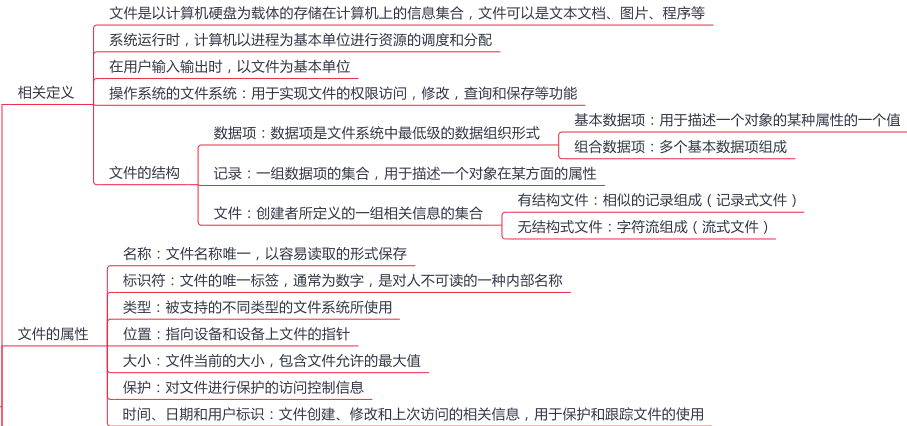 文件是以计算机硬盘为载体的存储在计算机上的信息集合，文件可以是文本文档、图片、程序等
系统运行时，计算机以进程为基本单位进行资源的调度和分配
在用户输入输出时，以文件为基本单位
相关定义
操作系统的文件系统：用于实现文件的权限访问，修改，查询和保存等功能
基本数据项：用于描述一个对象的某种属性的一个值
数据项：数据项是文件系统中最低级的数据组织形式
组合数据项：多个基本数据项组成
文件的结构
记录：一组数据项的集合，用于描述一个对象在某方面的属性
有结构文件：相似的记录组成（记录式文件）
文件：创建者所定义的一组相关信息的集合
无结构式文件：字符流组成（流式文件）
名称：文件名称唯一，以容易读取的形式保存
标识符：文件的唯一标签，通常为数字，是对人不可读的一种内部名称
类型：被支持的不同类型的文件系统所使用
文件的属性
位置：指向设备和设备上文件的指针
大小：文件当前的大小，包含文件允许的最大值
保护：对文件进行保护的访问控制信息
时间、日期和用户标识：文件创建、修改和上次访问的相关信息，用于保护和跟踪文件的使用